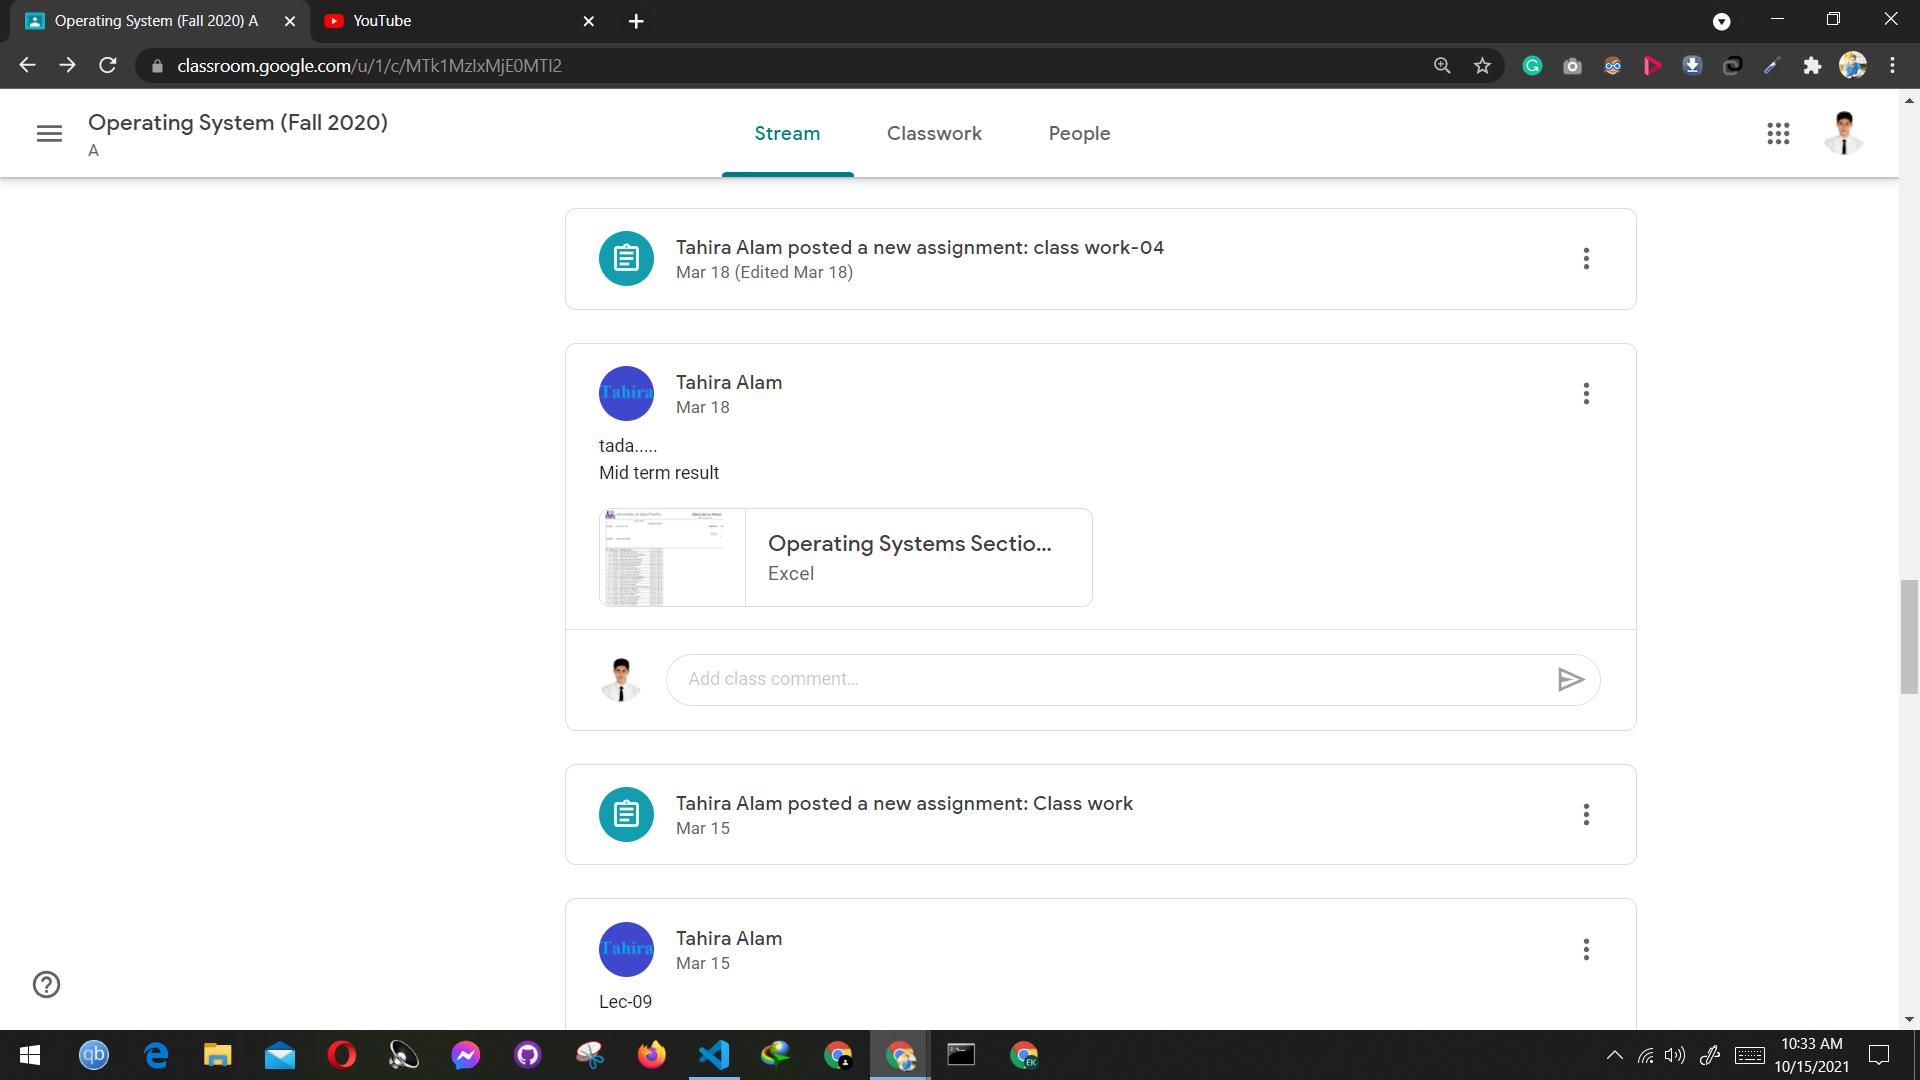 Operating System (Fall 2020) A
YouTube
classroom.google.com/u/1/c/MTk1MzIxMjE0MTI2
Operating System (Fall 2020)
A
Stream
Classwork
People
Tahira Alam posted a new assignment: class work-04
Mar 18 (Edited Mar 18)
Tahira
Tahira Alam
Mar 18
tada.....
Mid term result
Operating Systems Sectio...
Excel
Add class comment...
Tahira Alam posted a new assignment: Class work
Mar 15
Tahira
Tahira Alam
Mar 15
Lec-09
qb
EK
10:33 AM
10/15/2021